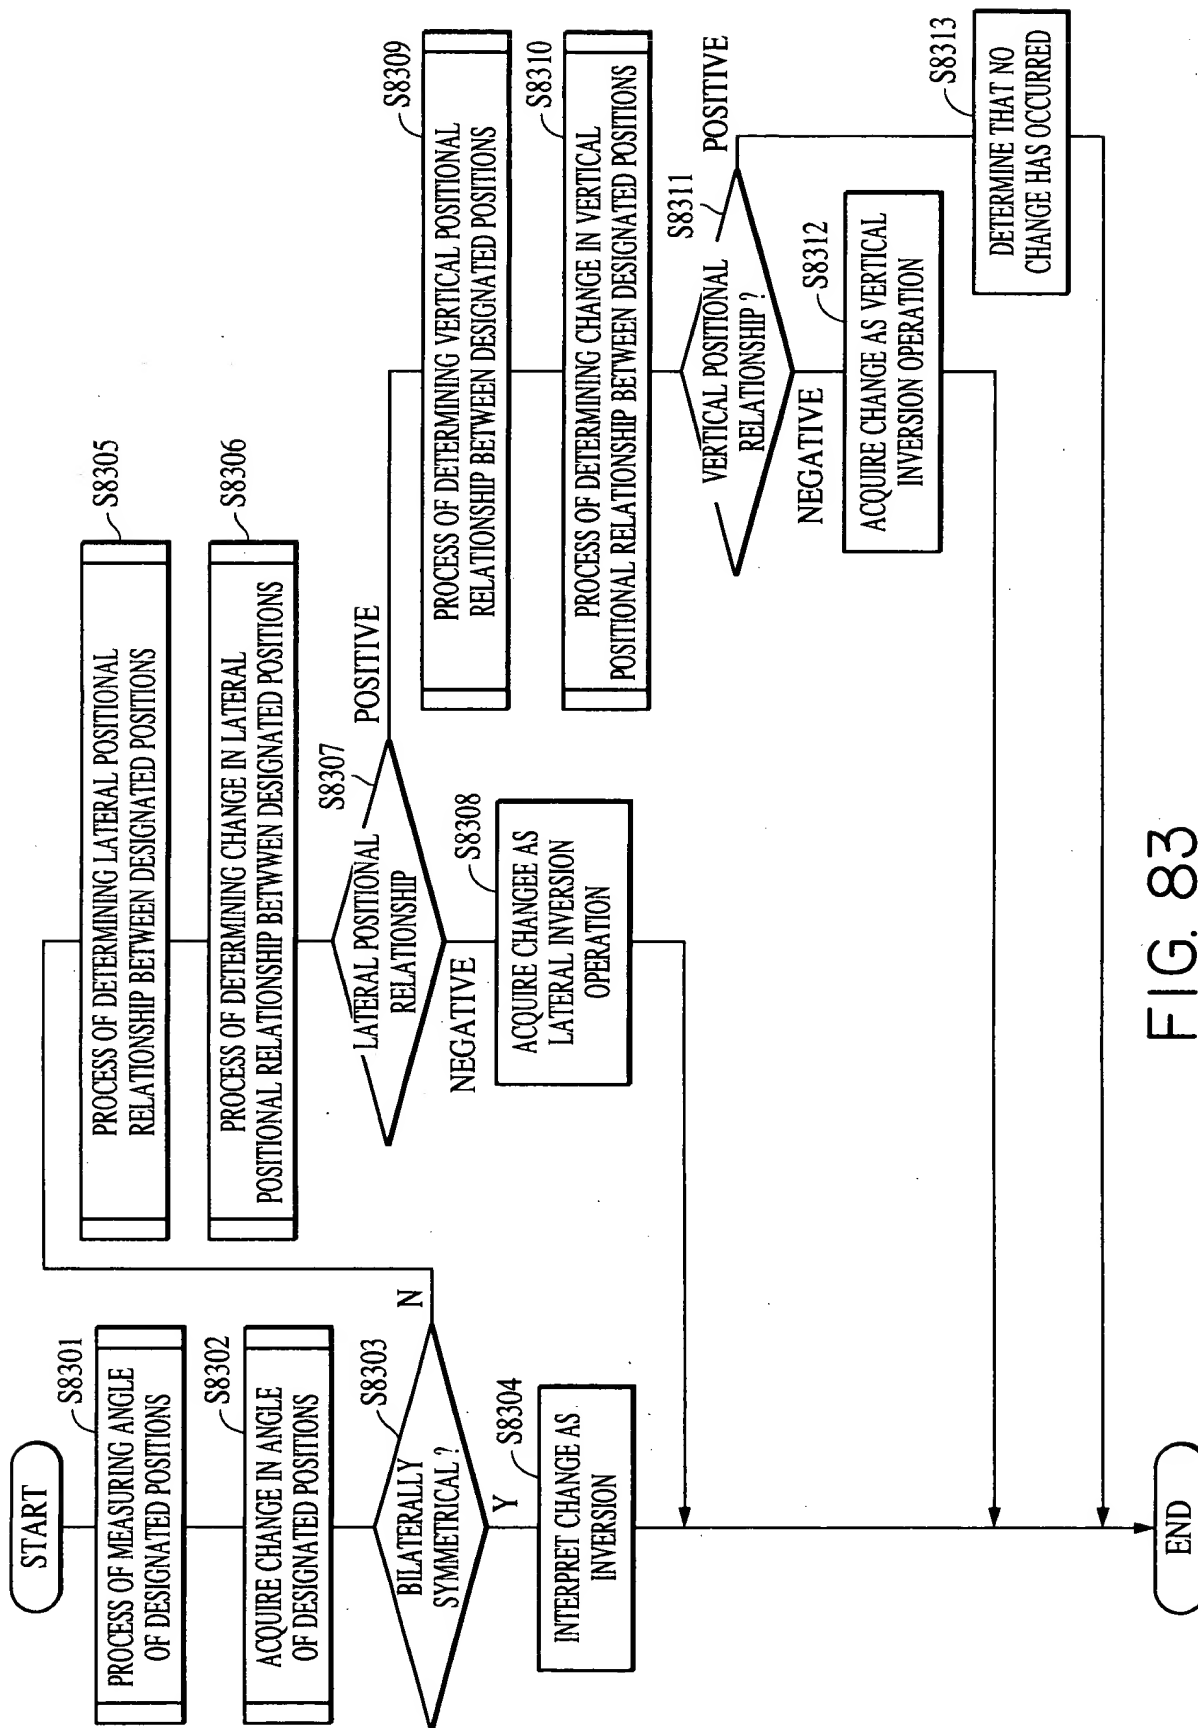 START
S8301
PROCESS OF MEASURING ANGLE
OF DESIGNATED POSITIONS
S8302
ACQUIRE CHANGE IN ANGLE
OF DESIGNATED POSITIONS
S8303
BILATERALLY
SYMMETRICAL ?
N
Y
S8304
INTERPRET CHANGE AS
INVERSION
S8305
PROCESS OF DETERMINING LATERAL POSITIONAL
RELATIONSHIP BETWEEN DESIGNATED POSITIONS
S8306
PROCESS OF DETERMINING CHANGE IN LATERAL
POSITIONAL RELATIONSHIP BETWWEN DESIGNATED POSITIONS
S8307
LATERAL POSITIONAL
RELATIONSHIP
POSITIVE
NEGATIVE
S8308
ACQUIRE CHANGEE AS
LATERAL INVERSION
OPERATION
S8309
PROCESS OF DETERMINING VERTICAL POSITIONAL
RELATIONSHIP BETWEEN DESIGNATED POSITIONS
S8310
PROCESS OF DETERMINING CHANGE IN VERTICAL
POSITIONAL RELATIONSHIP BETWEEN DESIGNATED POSITIONS
S8311
VERTICAL POSITIONAL
RELATIONSHIP ?
POSITIVE
NEGATIVE
S8312
ACQUIRE CHANGE AS VERTICAL
INVERSION OPERATION
S8313
DETERMINE THAT NO
CHANGE HAS OCCURRED
END
FIG. 83